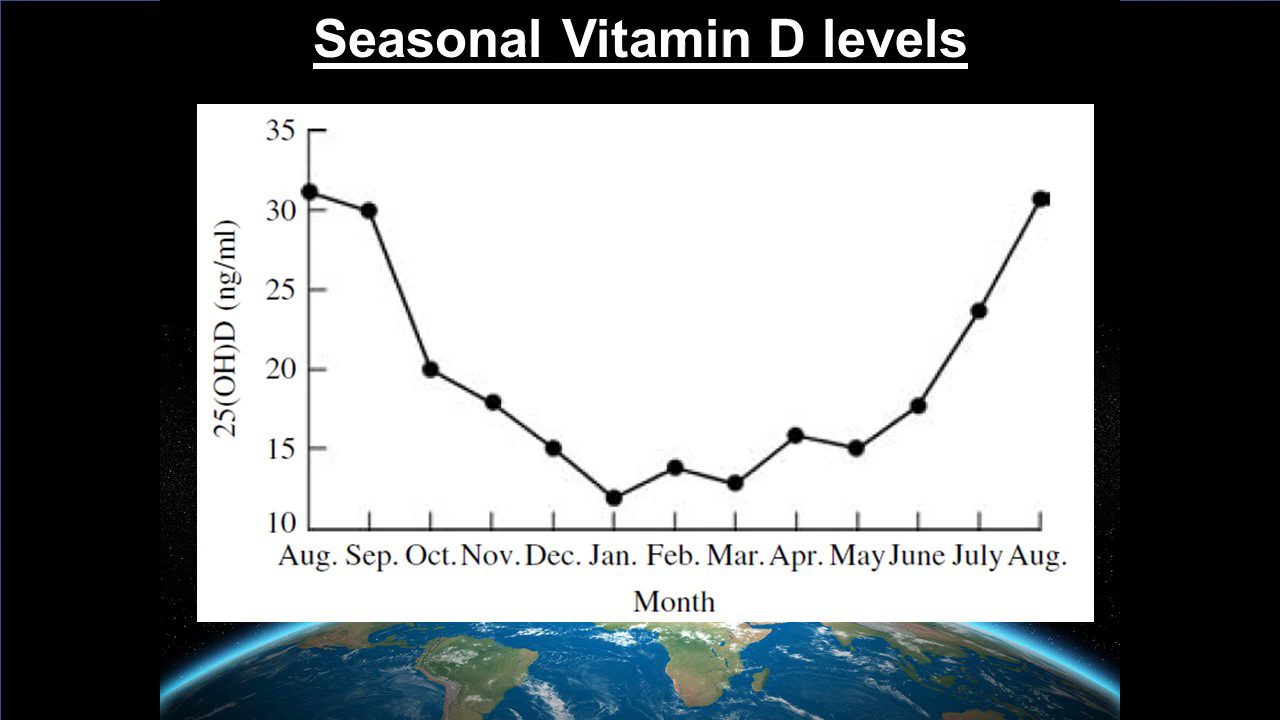 Seasonal Vitamin D levels
35
30
25
20
15
10
25(OH)D (ng/ml)
Aug. Sep. Oct. Nov. Dec. Jan. Feb. Mar. Apr. May June July Aug.
Month